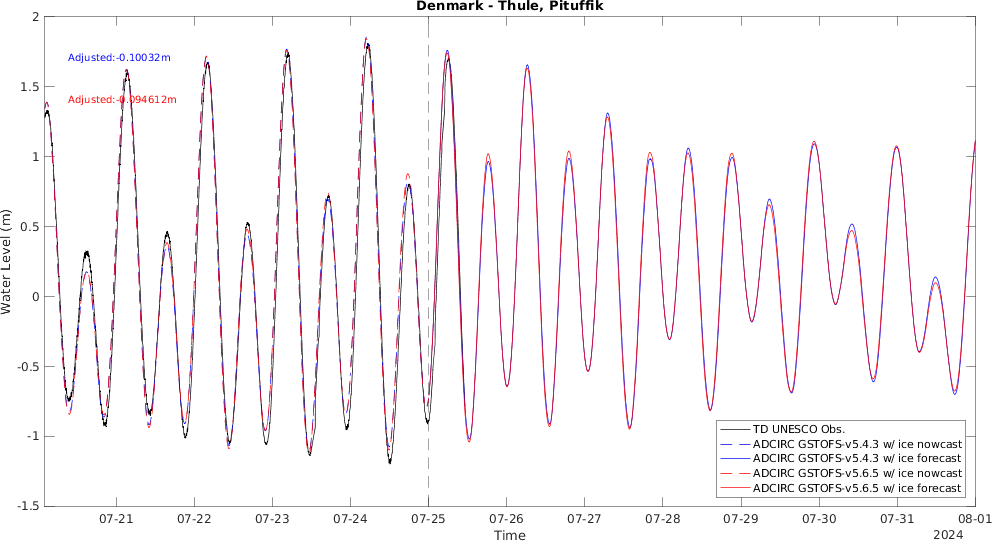 Denmark - Thule, Pituffik
Adjusted:-0.10032m
Adjusted:-0.094612m
Water Level (m)
2
1.5
1
0.5
0
-0.5
-1
-1.5
TD UNESCO Obs.
ADCIRC GSTOFS-v5.4.3 w/ ice nowcast
ADCIRC GSTOFS-v5.4.3 w/ ice forecast
ADCIRC GSTOFS-v5.6.5 w/ ice nowcast
ADCIRC GSTOFS-v5.6.5 w/ ice forecast
07-21 07-22 07-23 07-24 07-25 07-26 07-27 07-28 07-29 07-30 07-31 08-01
Time
2024